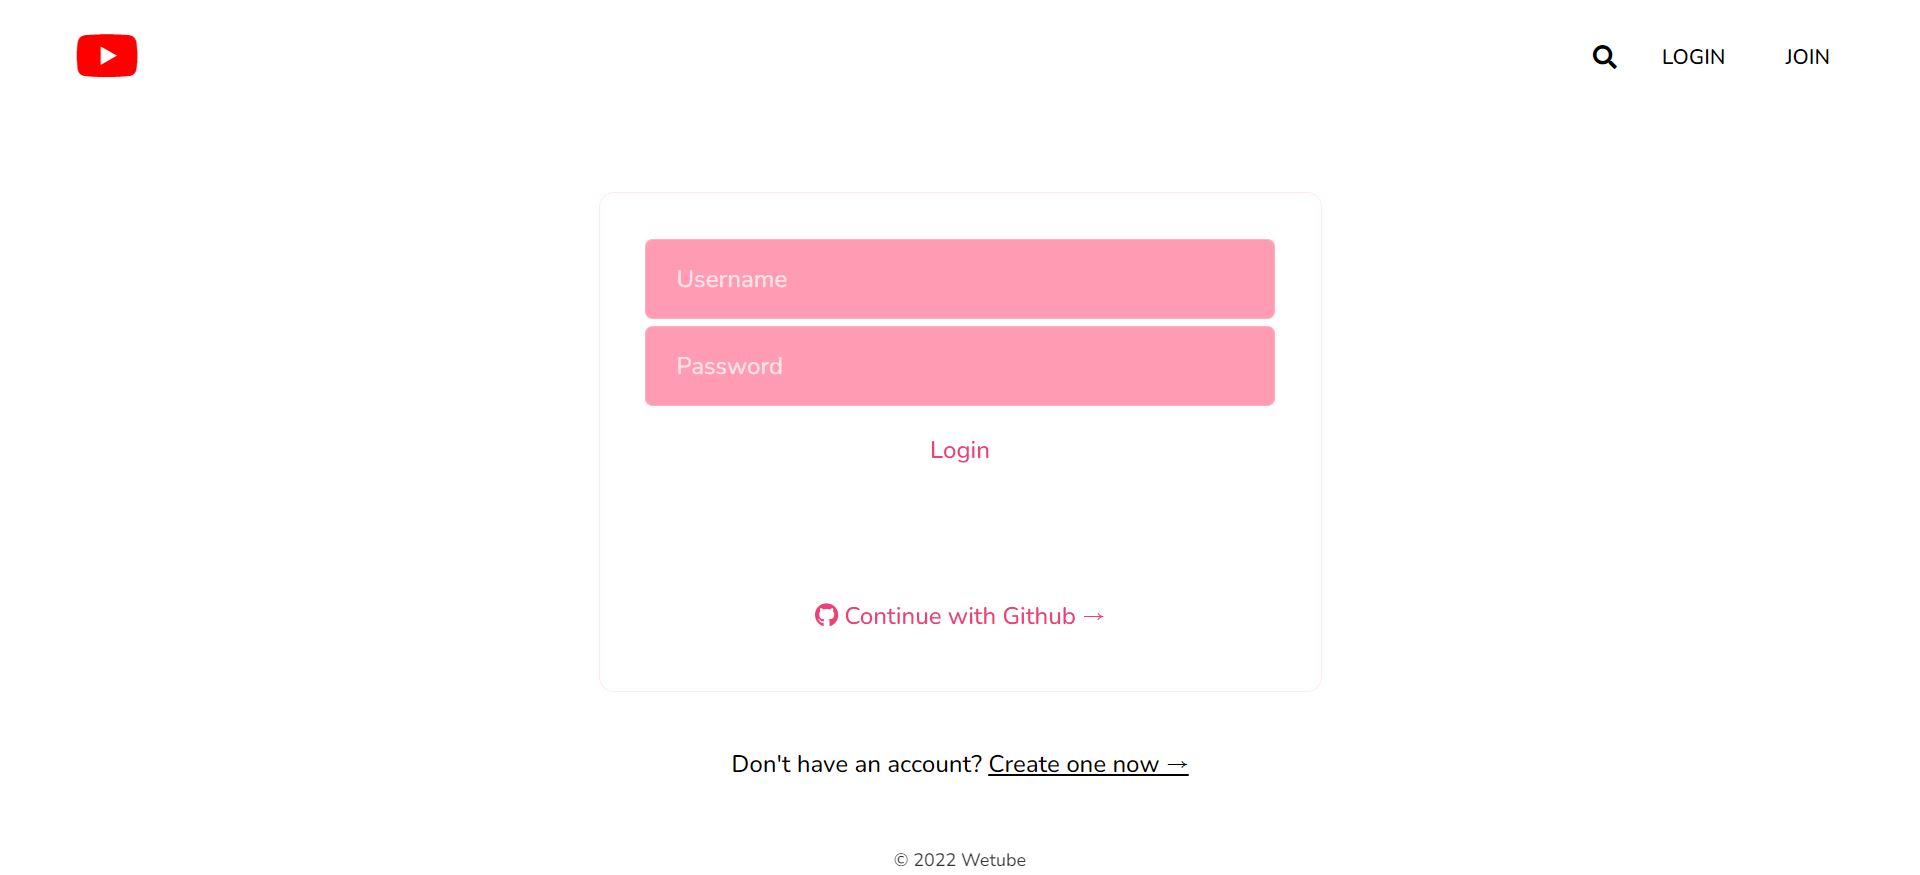 LOGIN JOIN
Username
Password
Login
Continue with Github →
Don't have an account? Create one now →
© 2022 Wetube